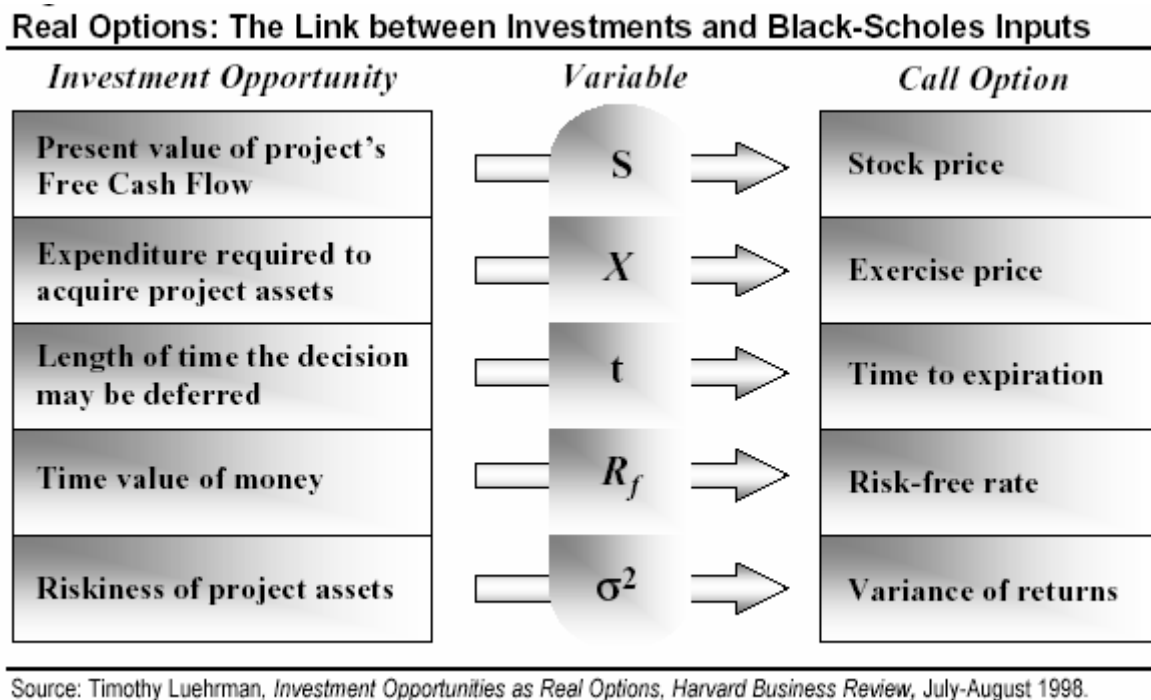 Real Options: The Link between Investments and Black-Scholes Inputs
Investment Opportunity
Variable
Call Option
Present value of project's
Free Cash Flow
S
Stock price
Expenditure required to
acquire project assets
X
Exercise price
Length of time the decision
may be deferred
t
Time to expiration
Time value of money
R_f
Risk-free rate
Riskiness of project assets
σ²
Variance of returns
Source: Timothy Luehrman, Investment Opportunities as Real Options, Harvard Business Review, July-August 1998.